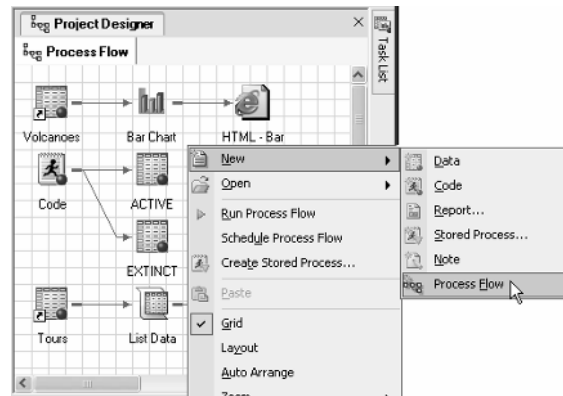 Project Designer
Process Flow
Task List
Volcanoes
Bar Chart
HTML - Bar
Code
ACTIVE
EXTINCT
Tours
List Data
New
Open
Run Process Flow
Schedule Process Flow
Create Stored Process...
Paste
Grid
Layout
Auto Arrange
Zoom
Data
Code
Report...
Stored Process...
Note
Process Flow